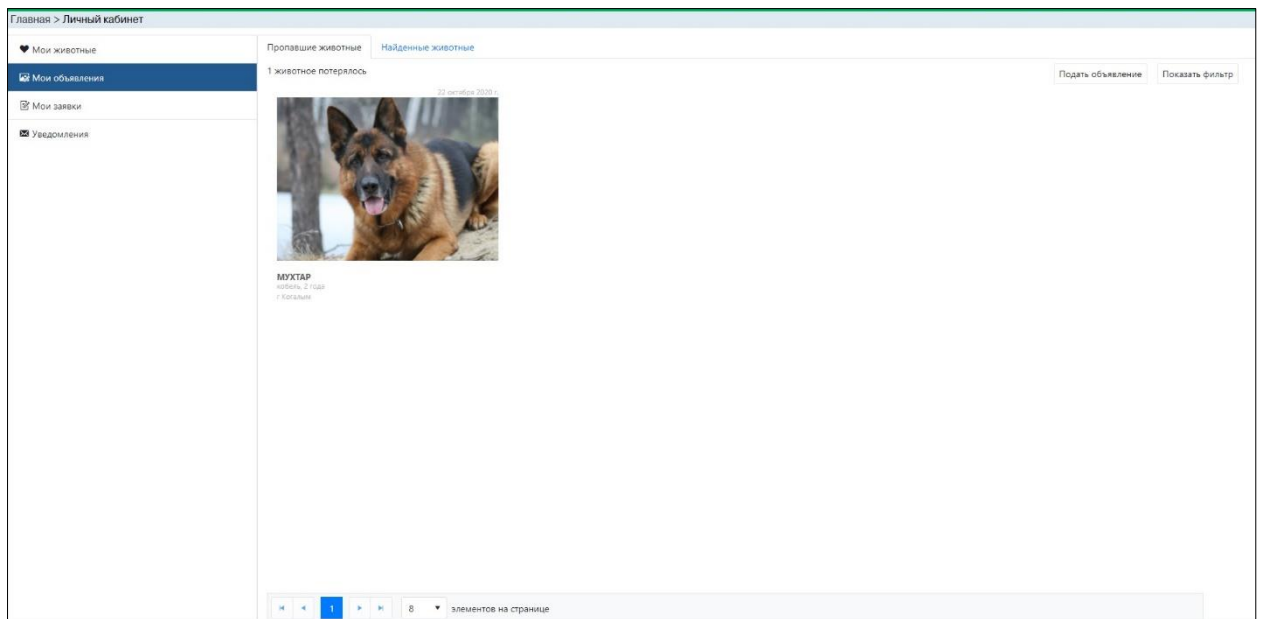 Главная > Личный кабинет
Мои животные
Мои объявления
Мои заявки
Уведомления
Пропавшие животные Найденные животные
1 животное потерялось
Подать объявление Показать фильтр
22 октября 2020 г.
МУХТАР
кобель, 2 года
г Когалым
1 8 элементов на странице